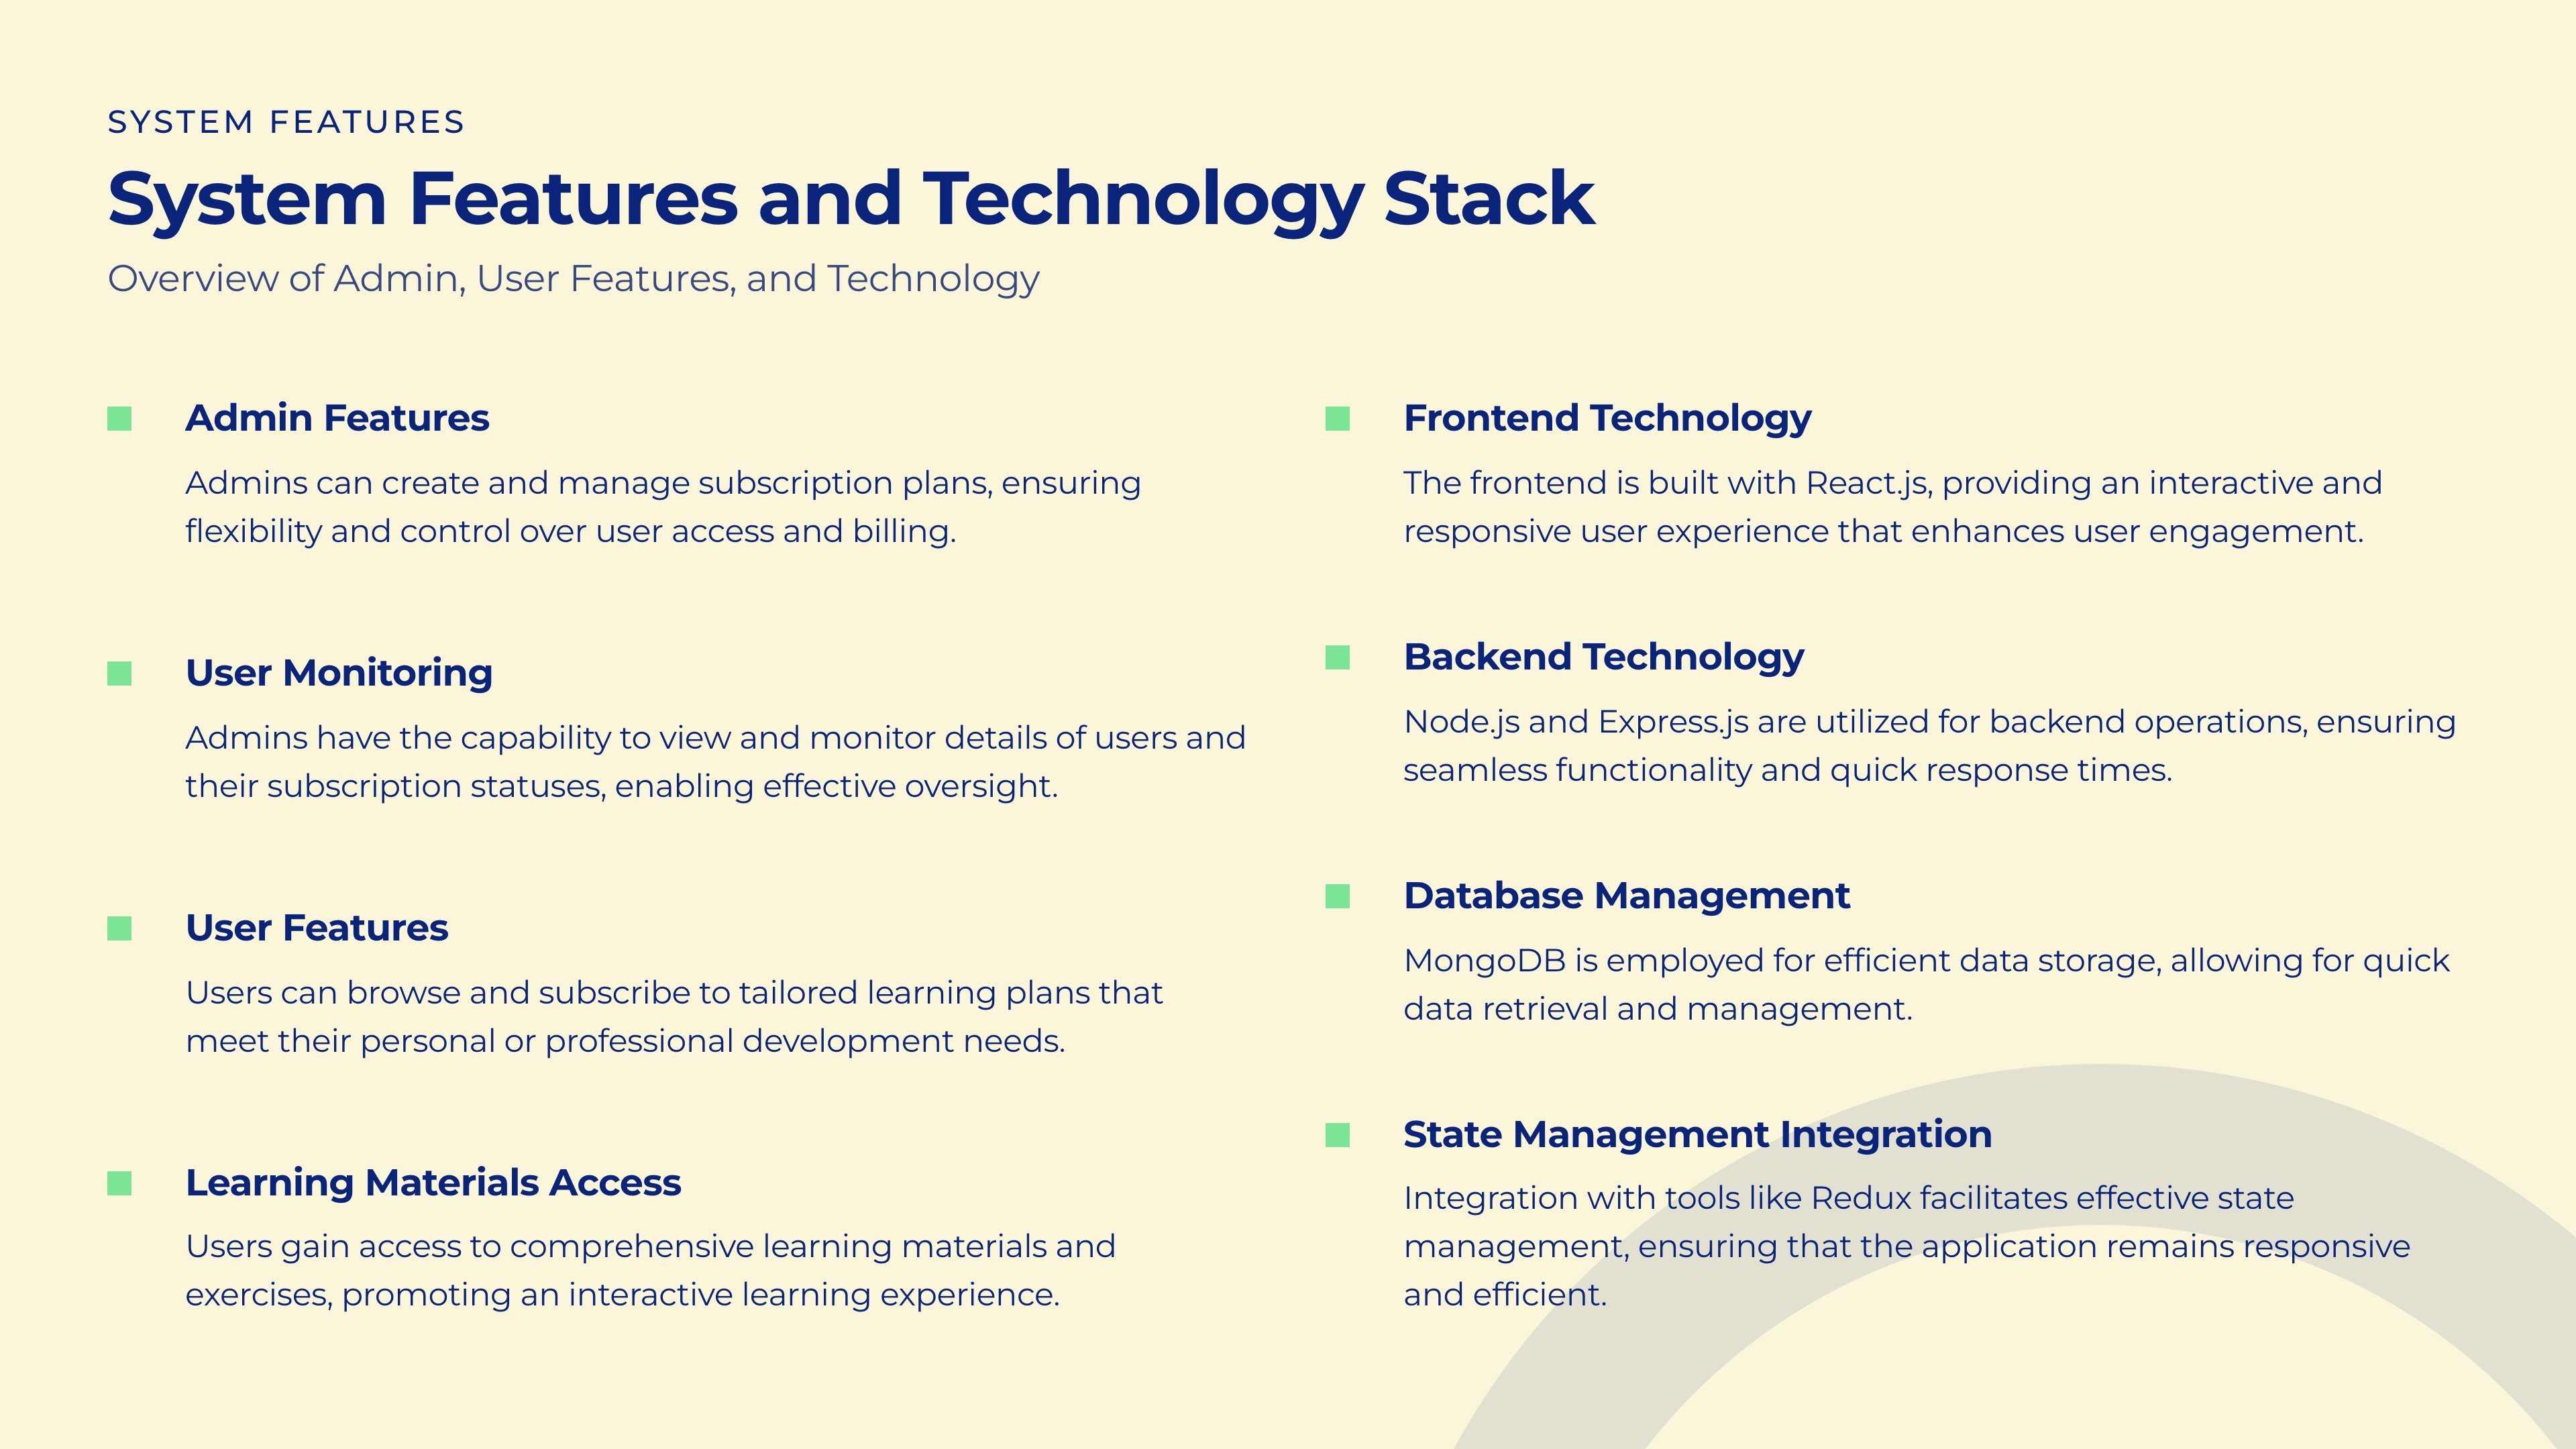 SYSTEM FEATURES
System Features and Technology Stack
Overview of Admin, User Features, and Technology
Admin Features
Admins can create and manage subscription plans, ensuring
flexibility and control over user access and billing.
User Monitoring
Admins have the capability to view and monitor details of users and
their subscription statuses, enabling effective oversight.
User Features
Users can browse and subscribe to tailored learning plans that
meet their personal or professional development needs.
Learning Materials Access
Users gain access to comprehensive learning materials and
exercises, promoting an interactive learning experience.
Frontend Technology
The frontend is built with React.js, providing an interactive and
responsive user experience that enhances user engagement.
Backend Technology
Node.js and Express.js are utilized for backend operations, ensuring
seamless functionality and quick response times.
Database Management
MongoDB is employed for efficient data storage, allowing for quick
data retrieval and management.
State Management Integration
Integration with tools like Redux facilitates effective state
management, ensuring that the application remains responsive
and efficient.